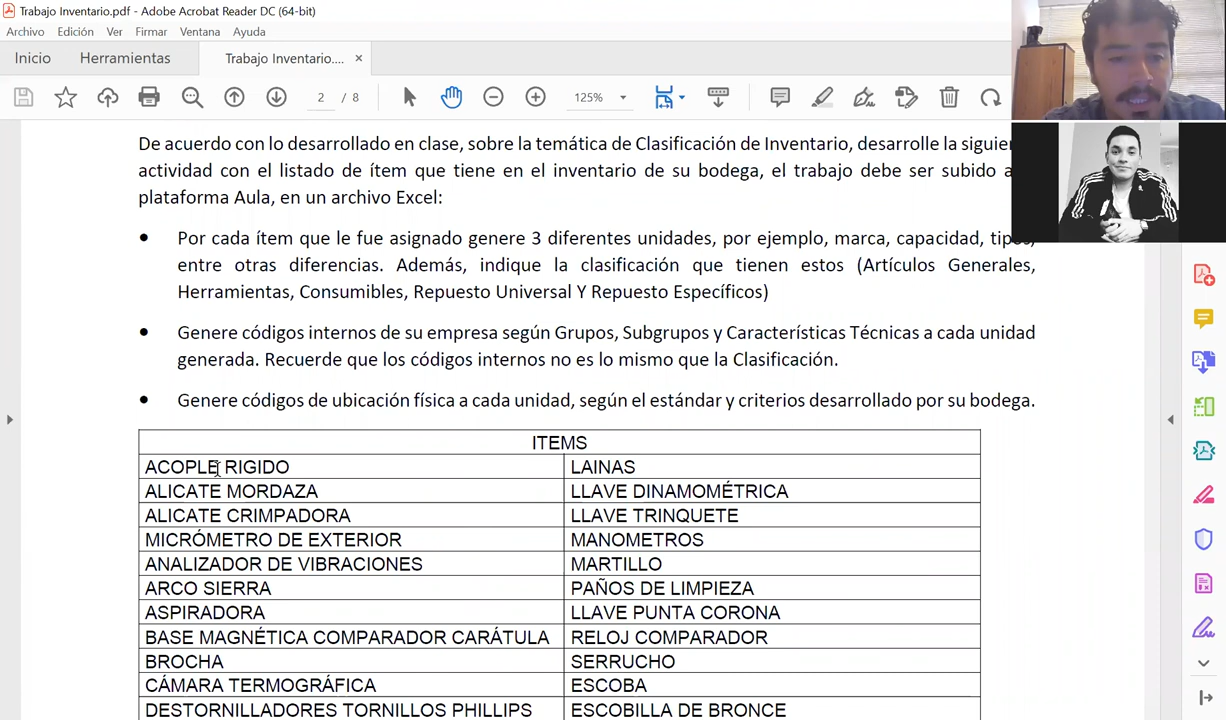 Trabajo Inventario.pdf - Adobe Acrobat Reader DC (64-bit)
Archivo Edición Ver Firmar Ventana Ayuda
Inicio Herramientas Trabajo Inventario.... ×
2 / 8 125%
De acuerdo con lo desarrollado en clase, sobre la temática de Clasificación de Inventario, desarrolle la siguien
actividad con el listado de ítem que tiene en el inventario de su bodega, el trabajo debe ser subido a
plataforma Aula, en un archivo Excel:
• Por cada ítem que le fue asignado genere 3 diferentes unidades, por ejemplo, marca, capacidad, tipos,
entre otras diferencias. Además, indique la clasificación que tienen estos (Artículos Generales,
Herramientas, Consumibles, Repuesto Universal Y Repuesto Específicos)
• Genere códigos internos de su empresa según Grupos, Subgrupos y Características Técnicas a cada unidad
generada. Recuerde que los códigos internos no es lo mismo que la Clasificación.
• Genere códigos de ubicación física a cada unidad, según el estándar y criterios desarrollado por su bodega.
ITEMS
ACOPLE RIGIDO LAINAS
ALICATE MORDAZA LLAVE DINAMOMÉTRICA
ALICATE CRIMPADORA LLAVE TRINQUETE
MICRÓMETRO DE EXTERIOR MANOMETROS
ANALIZADOR DE VIBRACIONES MARTILLO
ARCO SIERRA PAÑOS DE LIMPIEZA
ASPIRADORA LLAVE PUNTA CORONA
BASE MAGNÉTICA COMPARADOR CARÁTULA RELOJ COMPARADOR
BROCHA SERRUCHO
CÁMARA TERMOGRÁFICA ESCOBA
DESTORNILLADORES TORNILLOS PHILLIPS ESCOBILLA DE BRONCE